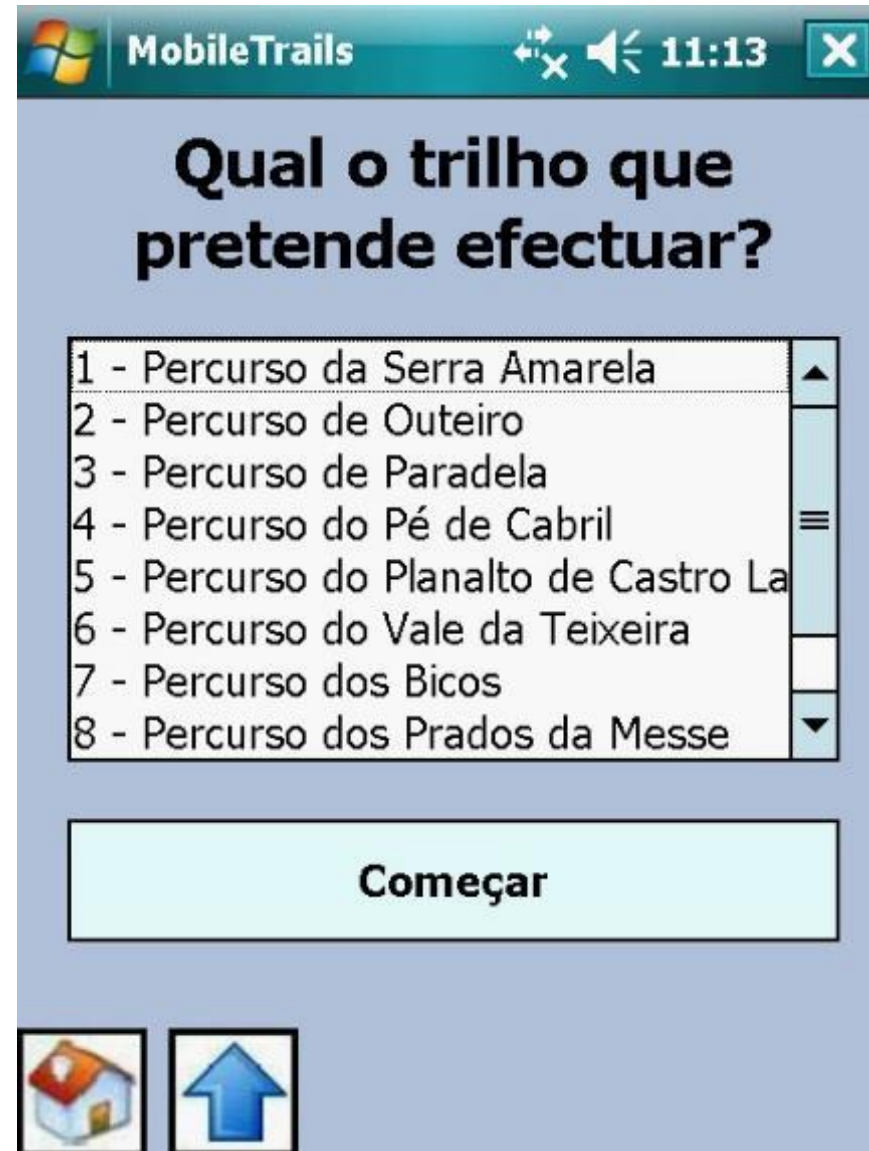 MobileTrails 11:13
Qual o trilho que
pretende efectuar?
1 - Percurso da Serra Amarela
2 - Percurso de Outeiro
3 - Percurso de Paradela
4 - Percurso do Pé de Cabril
5 - Percurso do Planalto de Castro La
6 - Percurso do Vale da Teixeira
7 - Percurso dos Bicos
8 - Percurso dos Prados da Messe
Começar